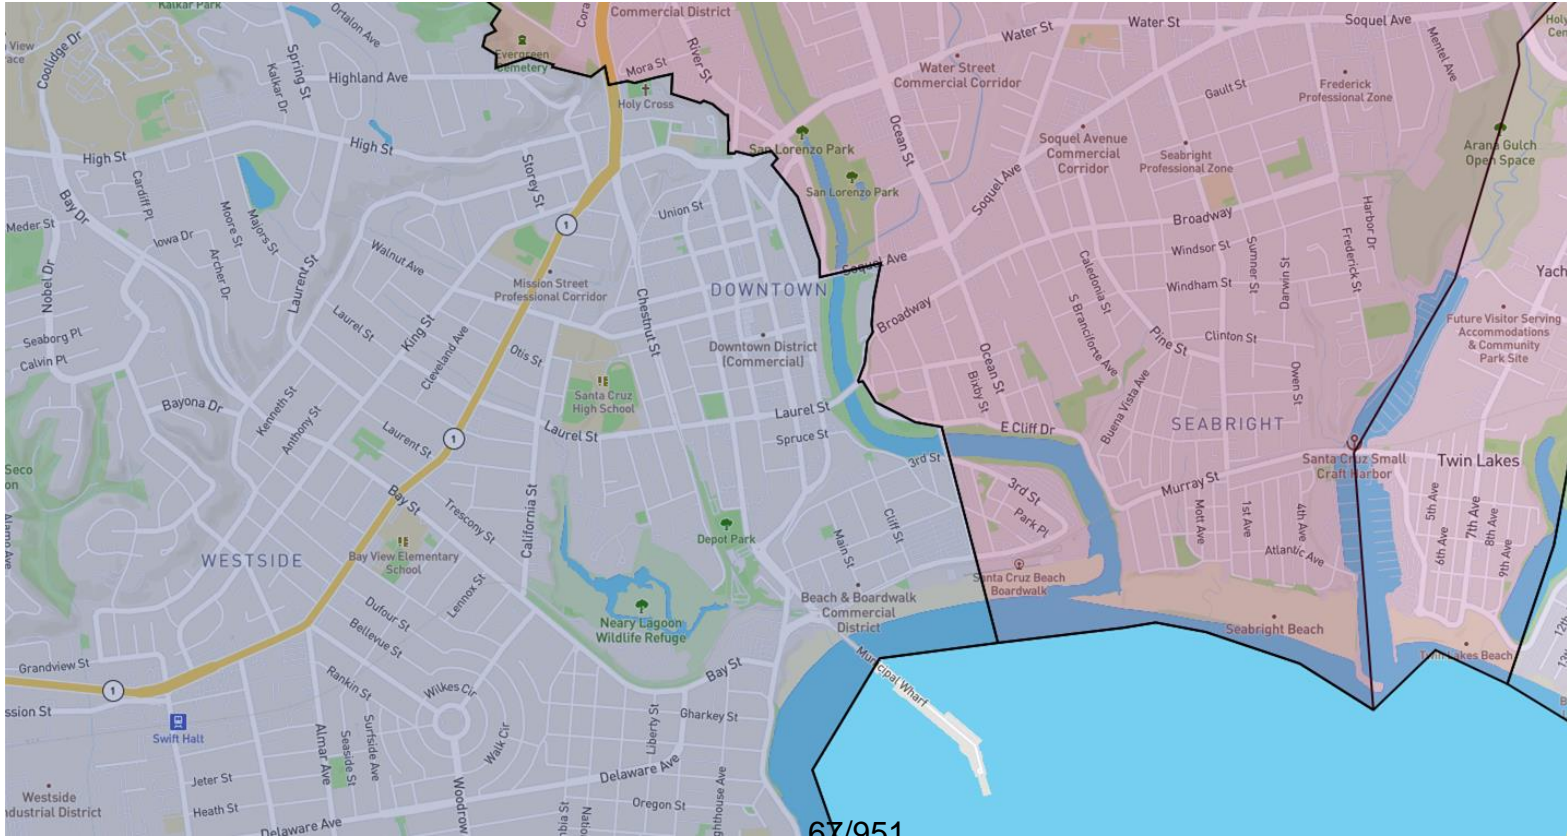 Kalkar Park
Ortalon Ave
Commercial District
Water St
Water St
Soquel Ave
View
Coolidge Dr
Spring St
Kalkar Dr
Highland Ave
Evergreen
Cemetery
Mora St
River St
Holy Cross
Water Street
Commercial Corridor
Gault St
Frederick
Professional Zone
Mentel Ave
High St
High St
Storey St
San Lorenzo Park
San Lorenzo Park
Ocean St
Soquel Avenue
Commercial
Corridor
Seabright
Professional Zone
Arana Gulch
Open Space
Bay Dr
Cardiff Pl
Moore St
Majors St
Meder St
Iowa Dr
Archer Dr
Laurent St
Walnut Ave
1
Union St
Soquel Ave
Broadway
Harbor Dr
Frederick St
Windsor St
Sumner St
Darwin St
Windham St
Nobel Dr
Mission Street
Professional Corridor
DOWNTOWN
Soquel Ave
Broadway
Caledonia St
S Branciforte Ave
Pine St
Clinton St
Owen St
Future Visitor Serving
Accommodations
& Community
Park Site
Seaborg Pl
Calvin Pl
Laurel St
King St
Cleveland Ave
Otis St
Chestnut St
Downtown District
(Commercial)
Ocean St
Bixby St
Buena Vista Ave
Bayona Dr
Kenneth St
Anthony St
Santa Cruz
High School
Laurel St
Laurel St
Spruce St
E Cliff Dr
SEABRIGHT
Laurent St
1
3rd St
Santa Cruz Small
Craft Harbor
Twin Lakes
Bay St
Trescony St
California St
3rd St
Park Pl
Murray St
Mott Ave
1st Ave
4th Ave
Atlantic Ave
5th Ave
6th Ave
7th Ave
8th Ave
9th Ave
WESTSIDE
Bay View Elementary
School
Depot Park
Main St
Cliff St
Santa Cruz Beach
Boardwalk
Dufour St
Bellevue St
Lennox St
Neary Lagoon
Wildlife Refuge
Beach & Boardwalk
Commercial
District
Seabright Beach
Twin Lakes Beach
Grandview St
1
Rankin St
Wilkes Cir
Walk Cir
Bay St
Municipal Wharf
Swift Halt
Almar Ave
Seaside St
Surfside Ave
Liberty St
Gharkey St
Jeter St
Heath St
Delaware Ave
Delaware Ave
Woodrow
Oregon St
Westside
67/951